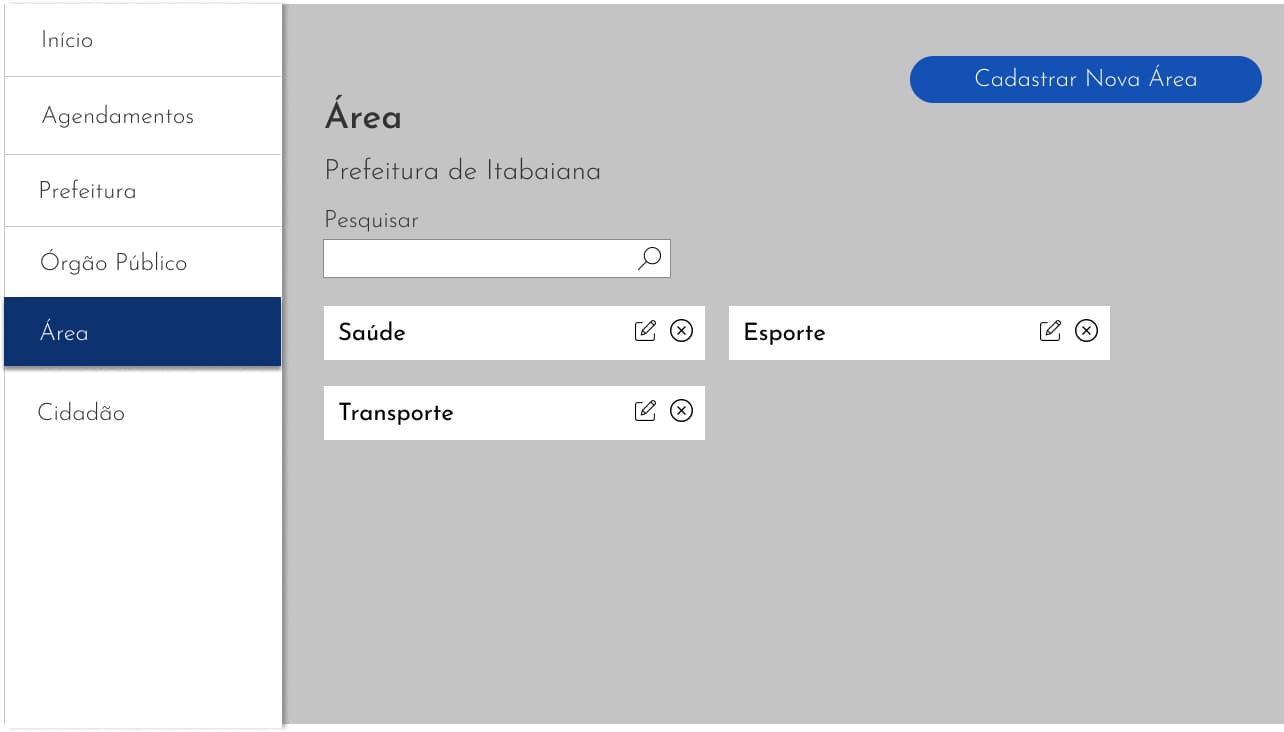 Início
Agendamentos
Prefeitura
Órgão Público
Área
Cidadão
Cadastrar Nova Área
Área
Prefeitura de Itabaiana
Pesquisar
Saúde
Esporte
Transporte